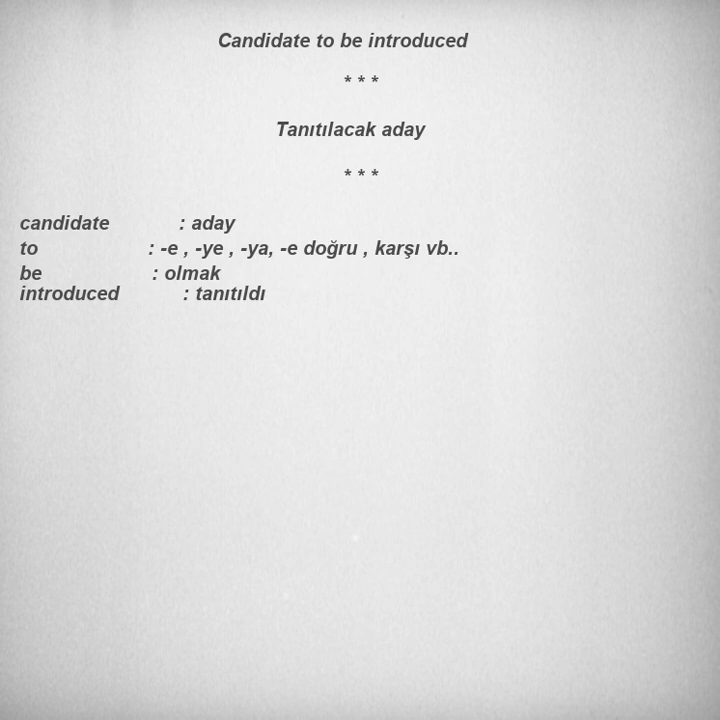 Candidate to be introduced
* * *
Tanıtılacak aday
* * *
candidate : aday
to : -e , -ye , -ya, -e doğru , karşı vb..
be : olmak
introduced : tanıtıldı